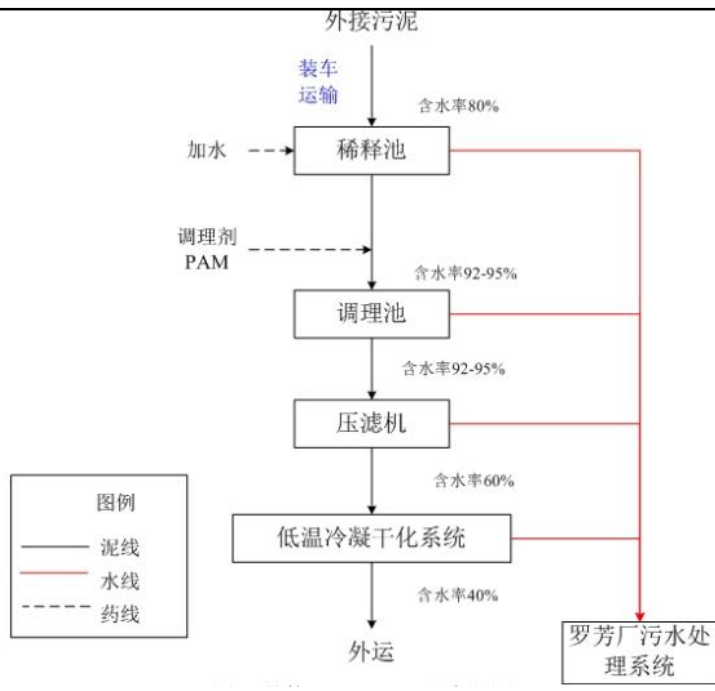 外接污泥
装车
运输
含水率80%
加水
稀释池
调理剂
PAM
含水率92-95%
调理池
含水率92-95%
压滤机
含水率60%
图例
泥线
水线
药线
低温冷凝干化系统
含水率40%
外运
罗芳厂污水处
理系统